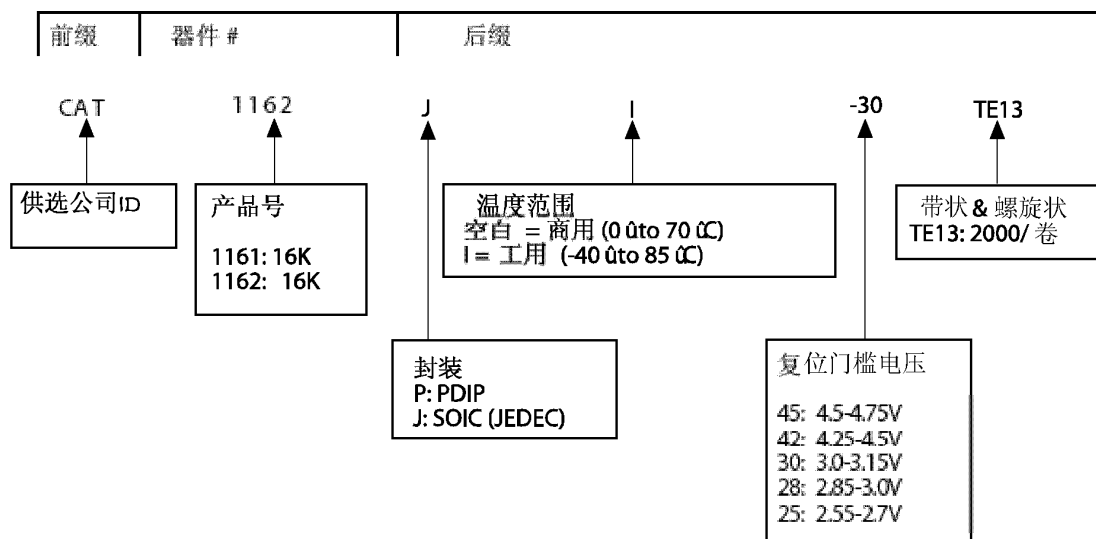 前缀 器件 # 后缀
CAT 1162 J I -30 TE13
供选公司ID
产品号
1161: 16K
1162: 16K
温度范围
空白 = 商用 (0 ûto 70 ûC)
I = 工用 (-40 ûto 85 ûC)
带状 & 螺旋状
TE13: 2000/ 卷
封装
P: PDIP
J: SOIC (JEDEC)
复位门槛电压
45: 4.5-4.75V
42: 4.25-4.5V
30: 3.0-3.15V
28: 2.85-3.0V
25: 2.55-2.7V